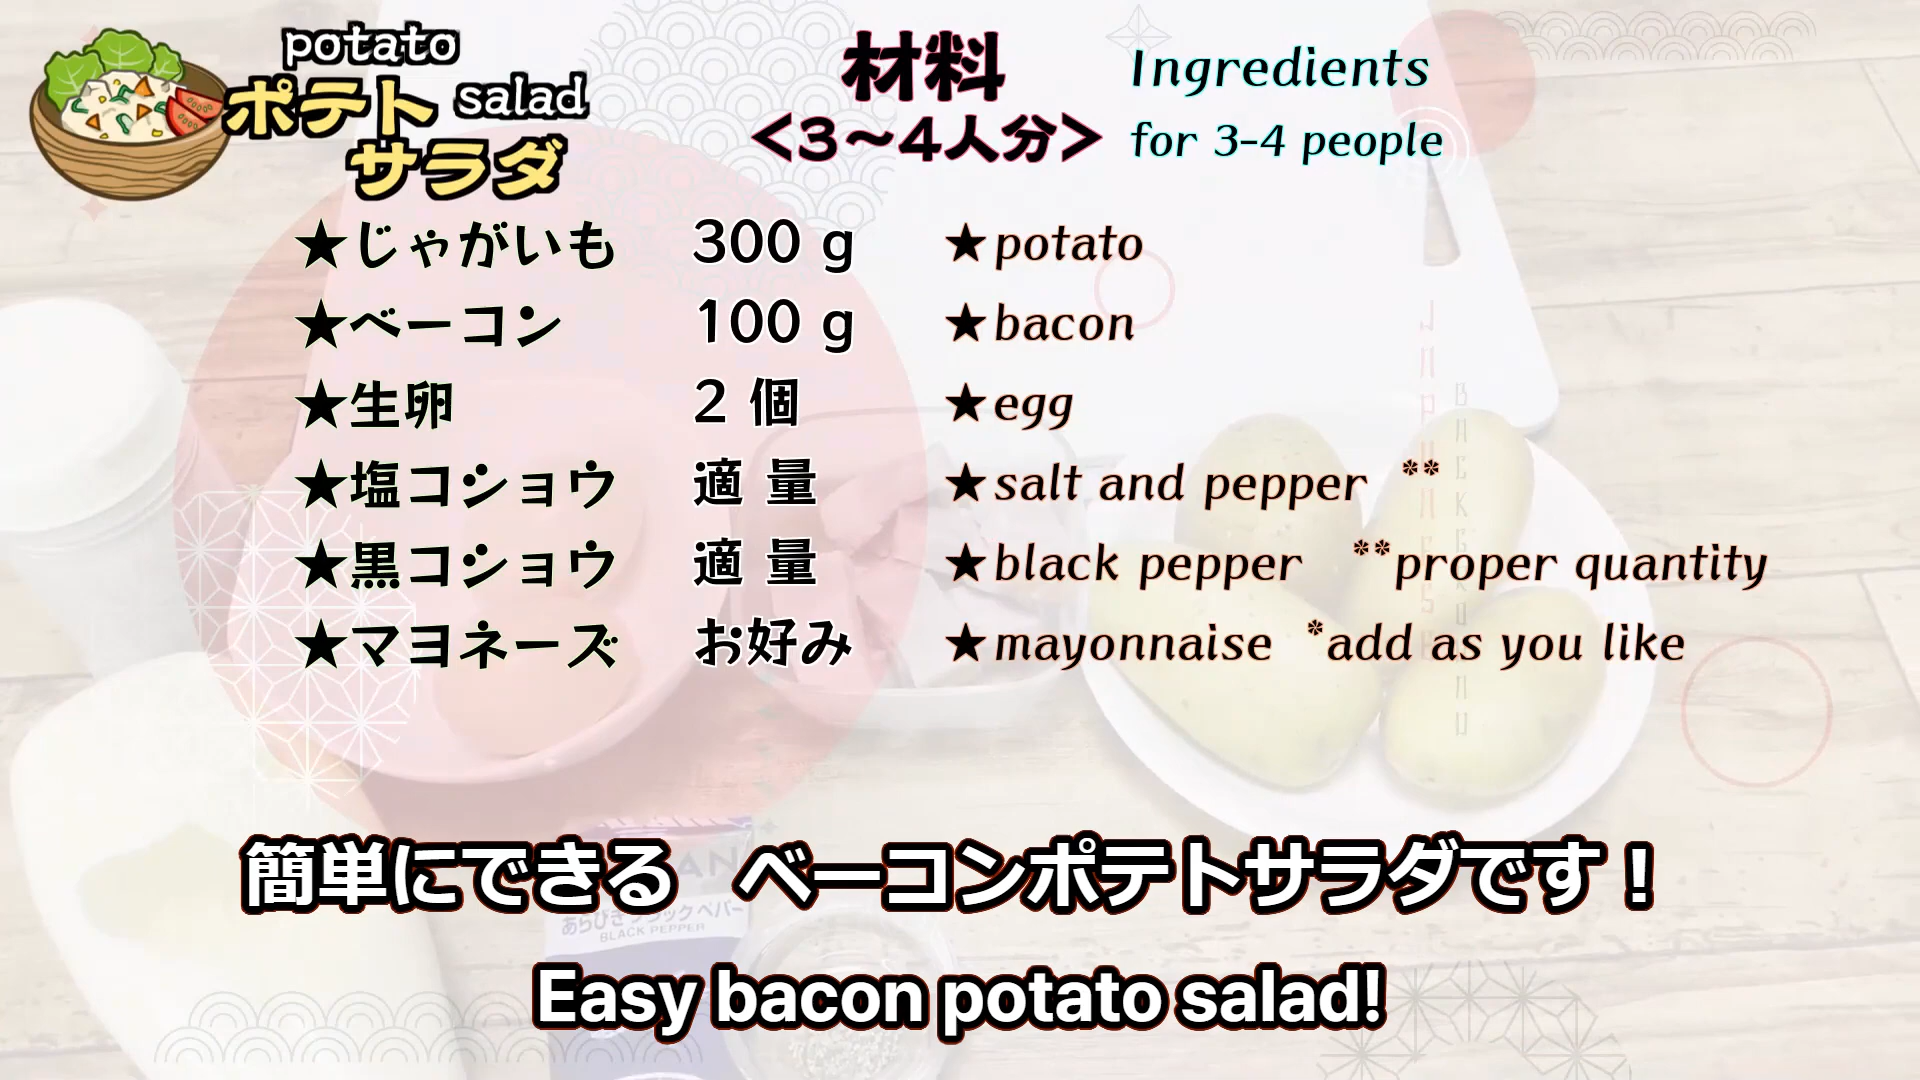 potato
ポテト salad
サラダ
材料 Ingredients
<3～4人分> for 3-4 people
★じゃがいも 300 g ★potato
★ベーコン 100 g ★bacon
★生卵 2 個 ★egg
★塩コショウ 適 量 ★salt and pepper **
★黒コショウ 適 量 ★black pepper **proper quantity
★マヨネーズ お好み ★mayonnaise *add as you like
簡単にできる ベーコンポテトサラダです！
あらびきブラックペパー
BLACK PEPPER
Easy bacon potato salad!